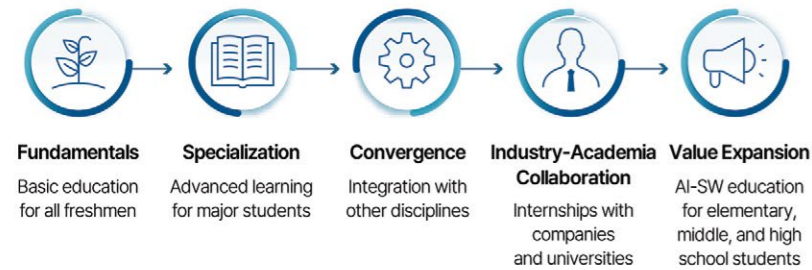 Fundamentals
Basic education
for all freshmen
Specialization
Advanced learning
for major students
Convergence
Integration with
other disciplines
Industry-Academia
Collaboration
Internships with
companies
and universities
Value Expansion
AI-SW education
for elementary,
middle, and high
school students